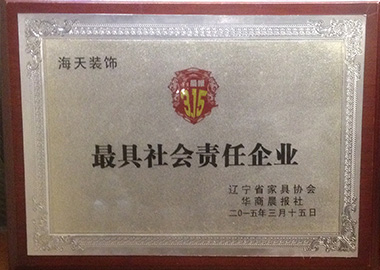 海天装饰
315
最具社会责任企业
辽宁省家具协会
华商晨报社
二〇一五年三月十五日